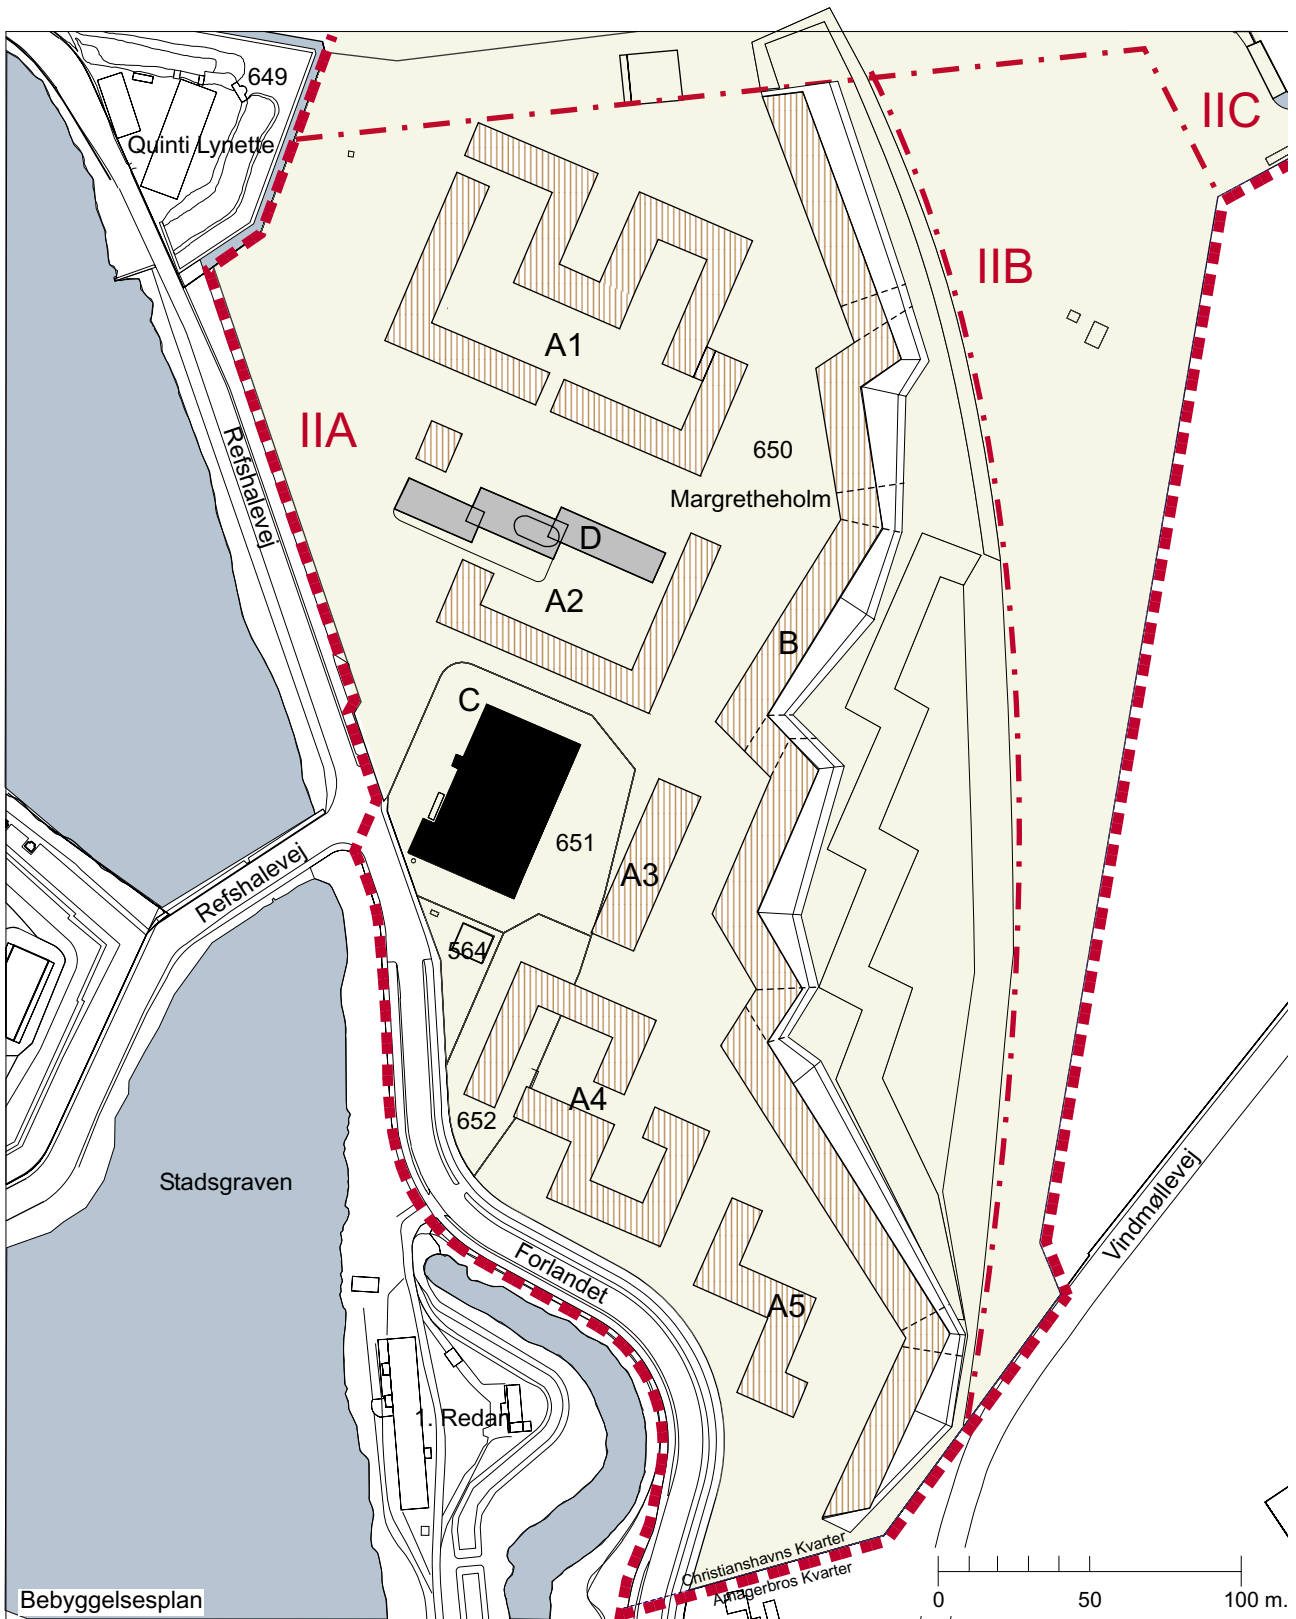 649
Quinti Lynette
IIC
IIB
A1
IIA
650
Margretheholm
Refshalevej
D
A2
B
C
651
A3
Refshalevej
564
A4
652
Stadsgraven
Vindmøllevej
Forlandet
A5
1. Redan
Christianshavns Kvarter
Amagerbros Kvarter
Bebyggelsesplan
0 50 100 m.